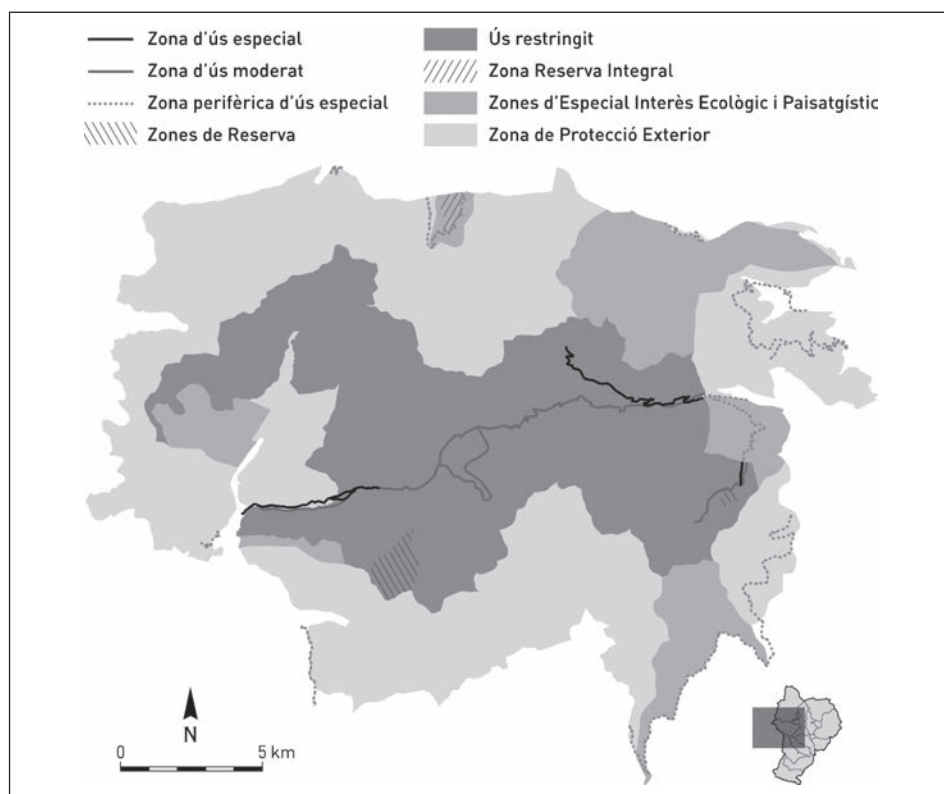 Zona d'ús especial
Zona d'ús moderat
Zona perifèrica d'ús especial
Zones de Reserva
Ús restringit
Zona Reserva Integral
Zones d'Especial Interès Ecològic i Paisatgístic
Zona de Protecció Exterior
N
0 5 km